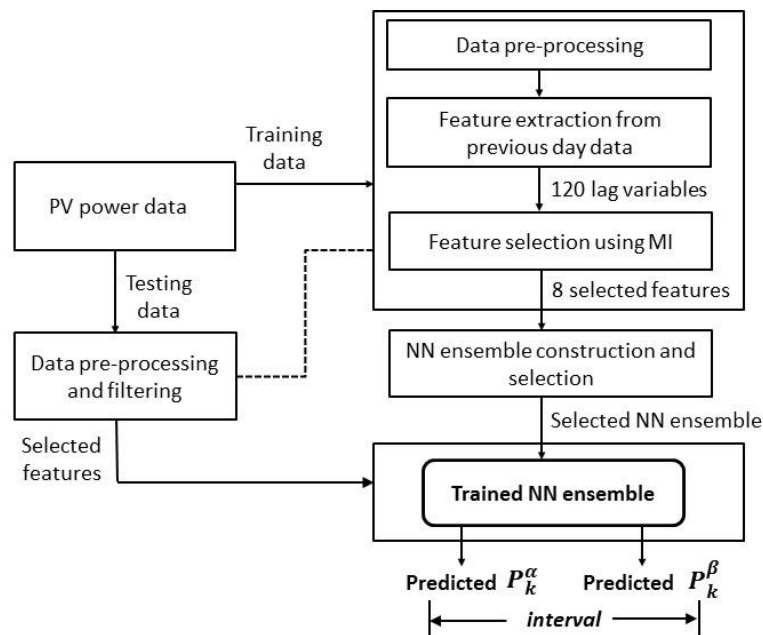 Data pre-processing
Feature extraction from
previous day data
120 lag variables
Feature selection using MI
8 selected features
Training
data
PV power data
Testing
data
Data pre-processing
and filtering
NN ensemble construction and
selection
Selected NN ensemble
Selected
features
Trained NN ensemble
Predicted P_k^α
Predicted P_k^β
interval